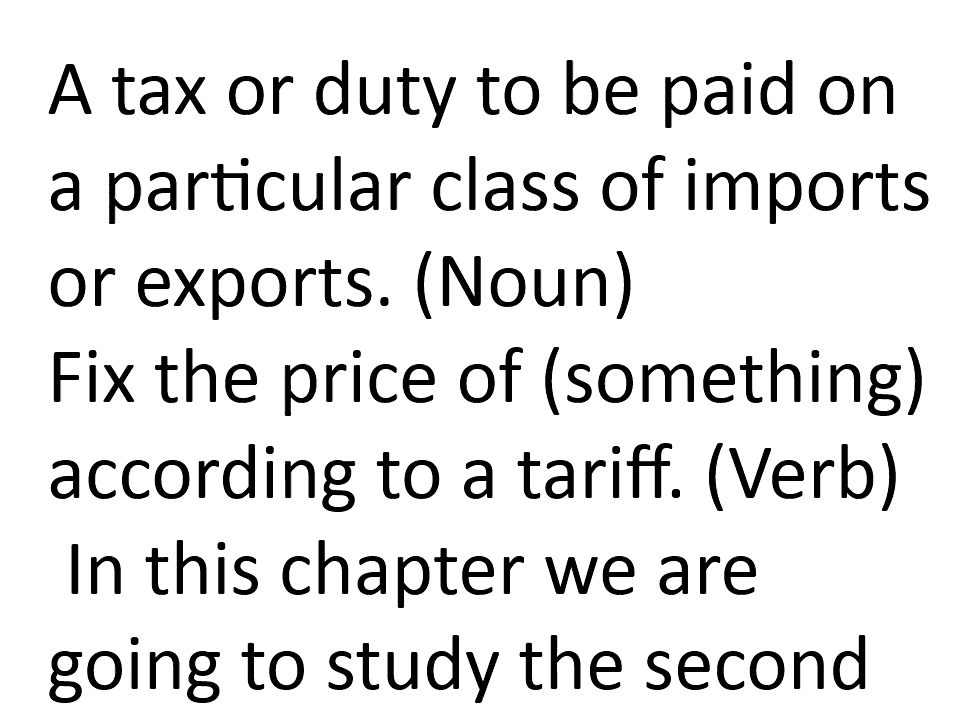 A tax or duty to be paid on
a particular class of imports
or exports. (Noun)
Fix the price of (something)
according to a tariff. (Verb)
In this chapter we are
going to study the second